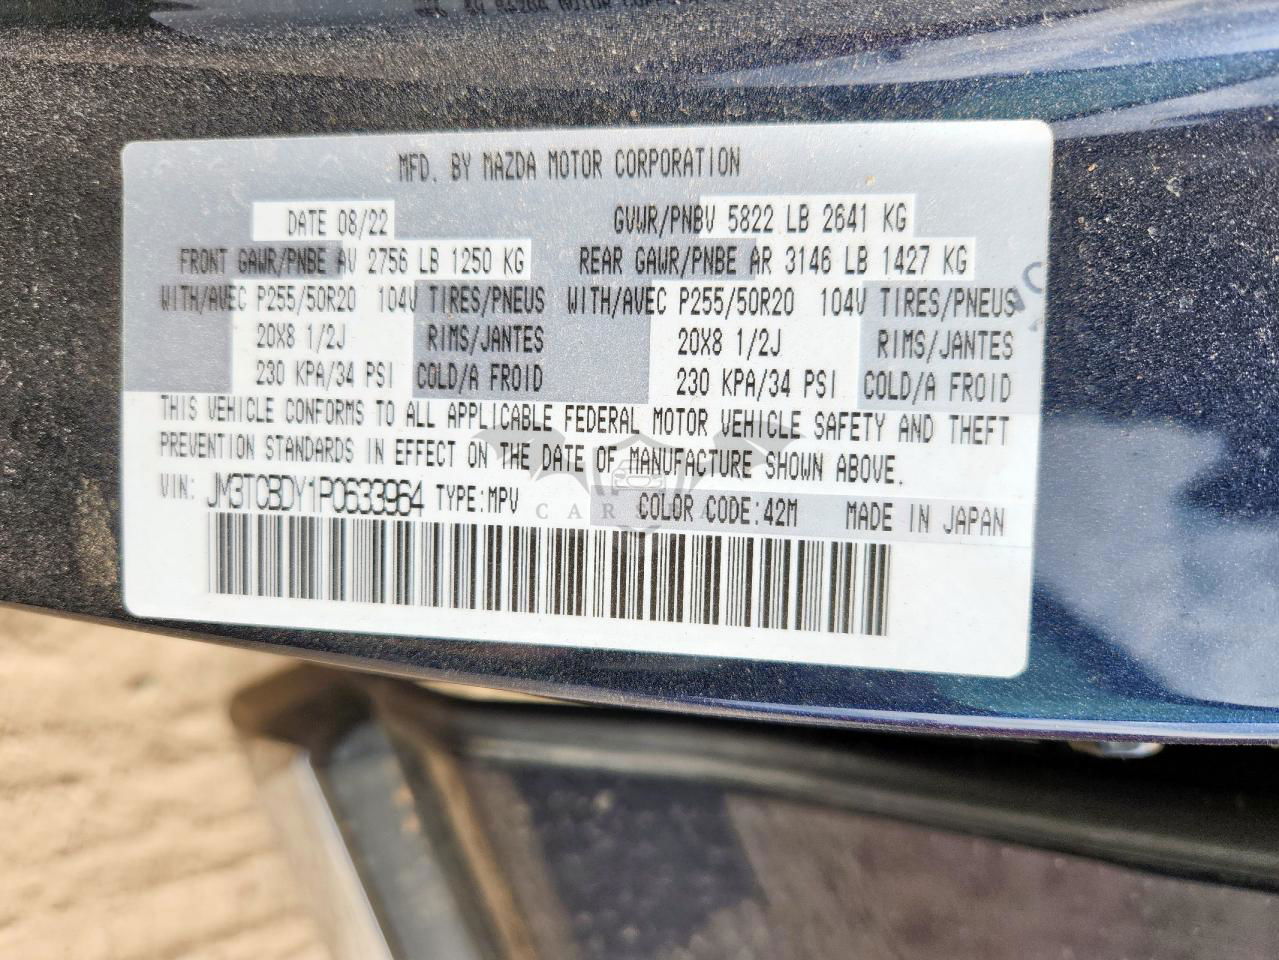 MFD. BY MAZDA MOTOR CORPORATION
DATE 08/22 GVWR/PNBV 5822 LB 2641 KG
FRONT GAWR/PNBE AV 2756 LB 1250 KG REAR GAWR/PNBE AR 3146 LB 1427 KG
WITH/AVEC P255/50R20 104V TIRES/PNEUS WITH/AVEC P255/50R20 104V TIRES/PNEUS
20X8 1/2J RIMS/JANTES 20X8 1/2J RIMS/JANTES
230 KPA/34 PSI COLD/A FROID 230 KPA/34 PSI COLD/A FROID
THIS VEHICLE CONFORMS TO ALL APPLICABLE FEDERAL MOTOR VEHICLE SAFETY AND THEFT
PREVENTION STANDARDS IN EFFECT ON THE DATE OF MANUFACTURE SHOWN ABOVE.
VIN: JM3TCBDY1P0633964 TYPE:MPV COLOR CODE:42M MADE IN JAPAN